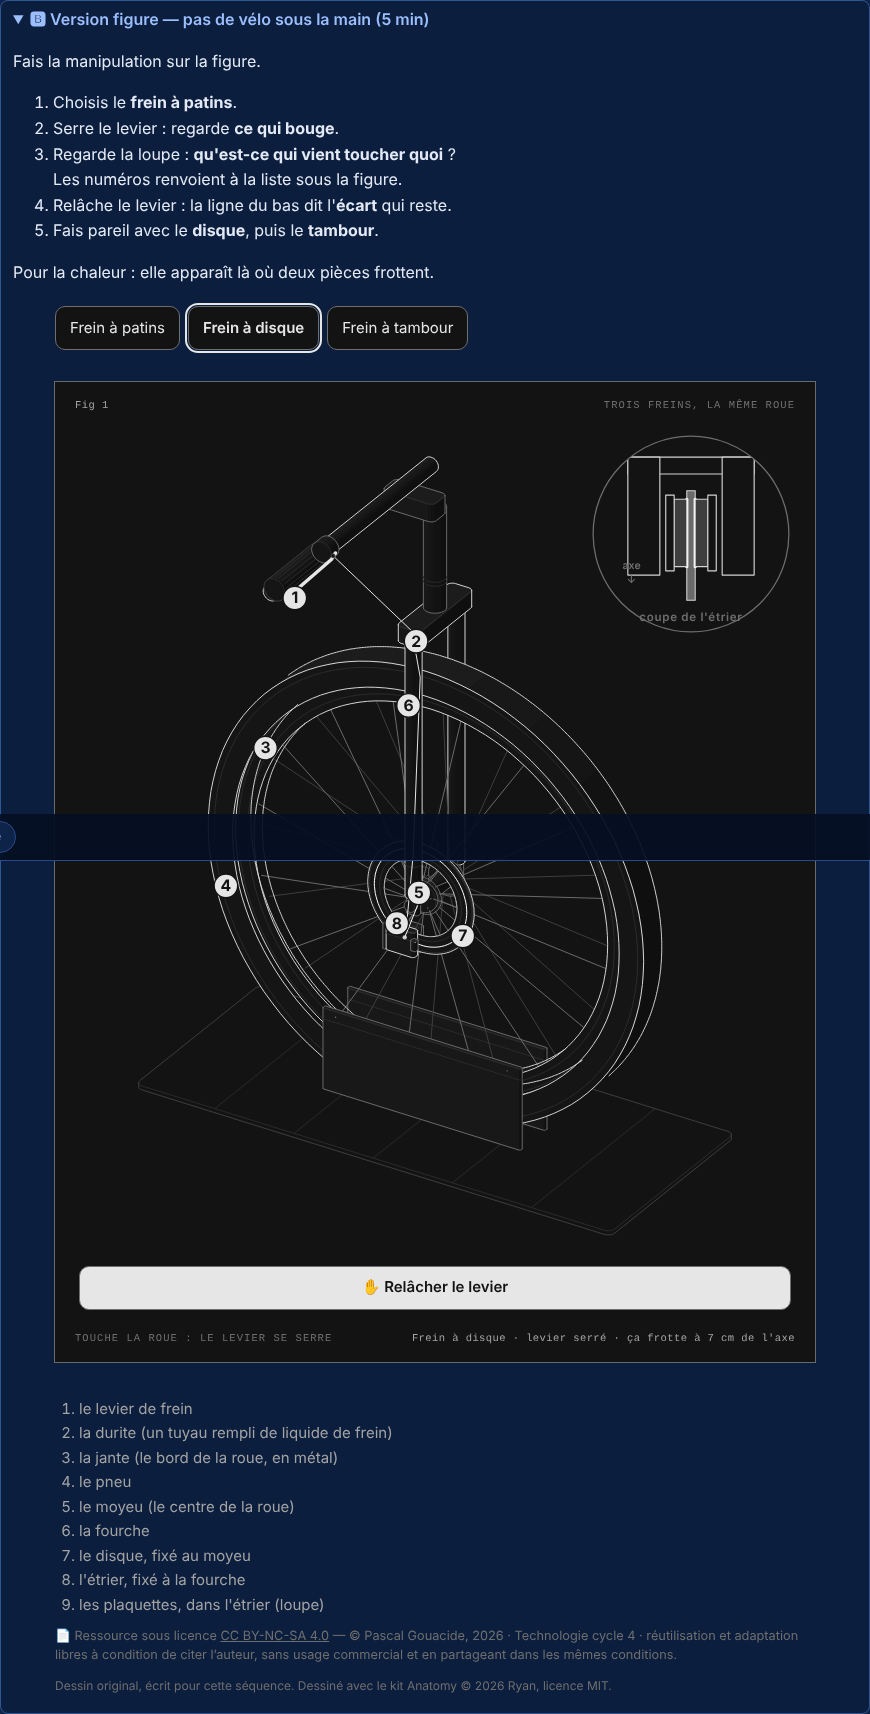 ▼ 🅱 Version figure — pas de vélo sous la main (5 min)
Fais la manipulation sur la figure.
1. Choisis le frein à patins.
2. Serre le levier : regarde ce qui bouge.
3. Regarde la loupe : qu'est-ce qui vient toucher quoi ?
Les numéros renvoient à la liste sous la figure.
4. Relâche le levier : la ligne du bas dit l'écart qui reste.
5. Fais pareil avec le disque, puis le tambour.
Pour la chaleur : elle apparaît là où deux pièces frottent.
Frein à patins Frein à disque Frein à tambour
Fig 1 TROIS FREINS, LA MÊME ROUE
axe
coupe de l'étrier
1
2
6
3
4
5
8
7
✋ Relâcher le levier
TOUCHE LA ROUE : LE LEVIER SE SERRE Frein à disque · levier serré · ça frotte à 7 cm de l'axe
1. le levier de frein
2. la durite (un tuyau rempli de liquide de frein)
3. la jante (le bord de la roue, en métal)
4. le pneu
5. le moyeu (le centre de la roue)
6. la fourche
7. le disque, fixé au moyeu
8. l'étrier, fixé à la fourche
9. les plaquettes, dans l'étrier (loupe)
📄 Ressource sous licence CC BY-NC-SA 4.0 — © Pascal Gouacide, 2026 · Technologie cycle 4 · réutilisation et adaptation
libres à condition de citer l'auteur, sans usage commercial et en partageant dans les mêmes conditions.
Dessin original, écrit pour cette séquence. Dessiné avec le kit Anatomy © 2026 Ryan, licence MIT.